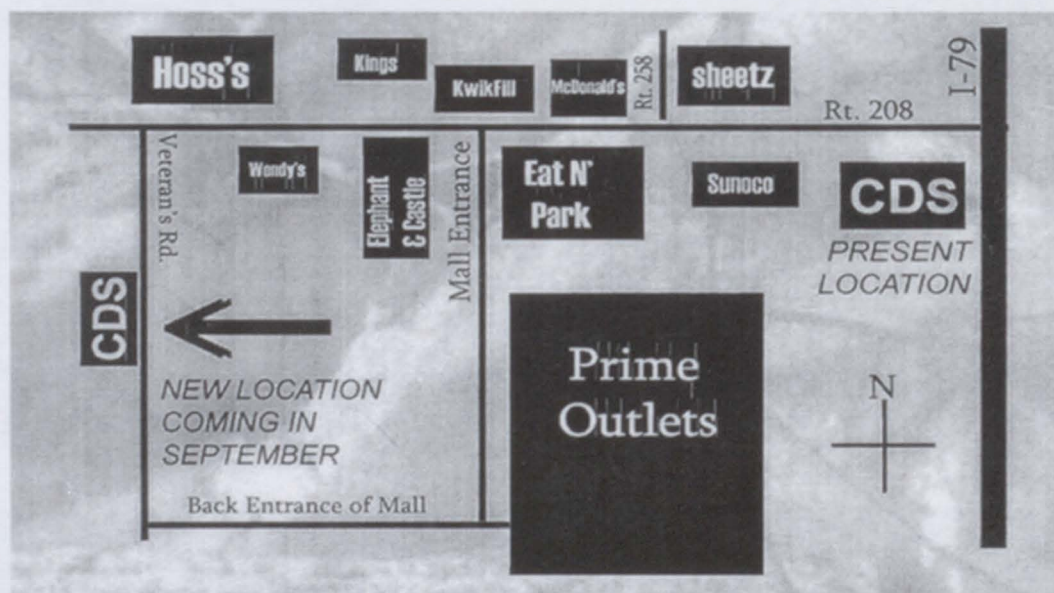 Hoss's
Kings
KwikFill
McDonald's
Rt. 258
sheetz
I-79
Rt. 208
Veteran's Rd.
Wendy's
Elephant
& Castle
Mall Entrance
Eat N'
Park
Sunoco
CDS
PRESENT
LOCATION
CDS
NEW LOCATION
COMING IN
SEPTEMBER
Prime
Outlets
N
Back Entrance of Mall